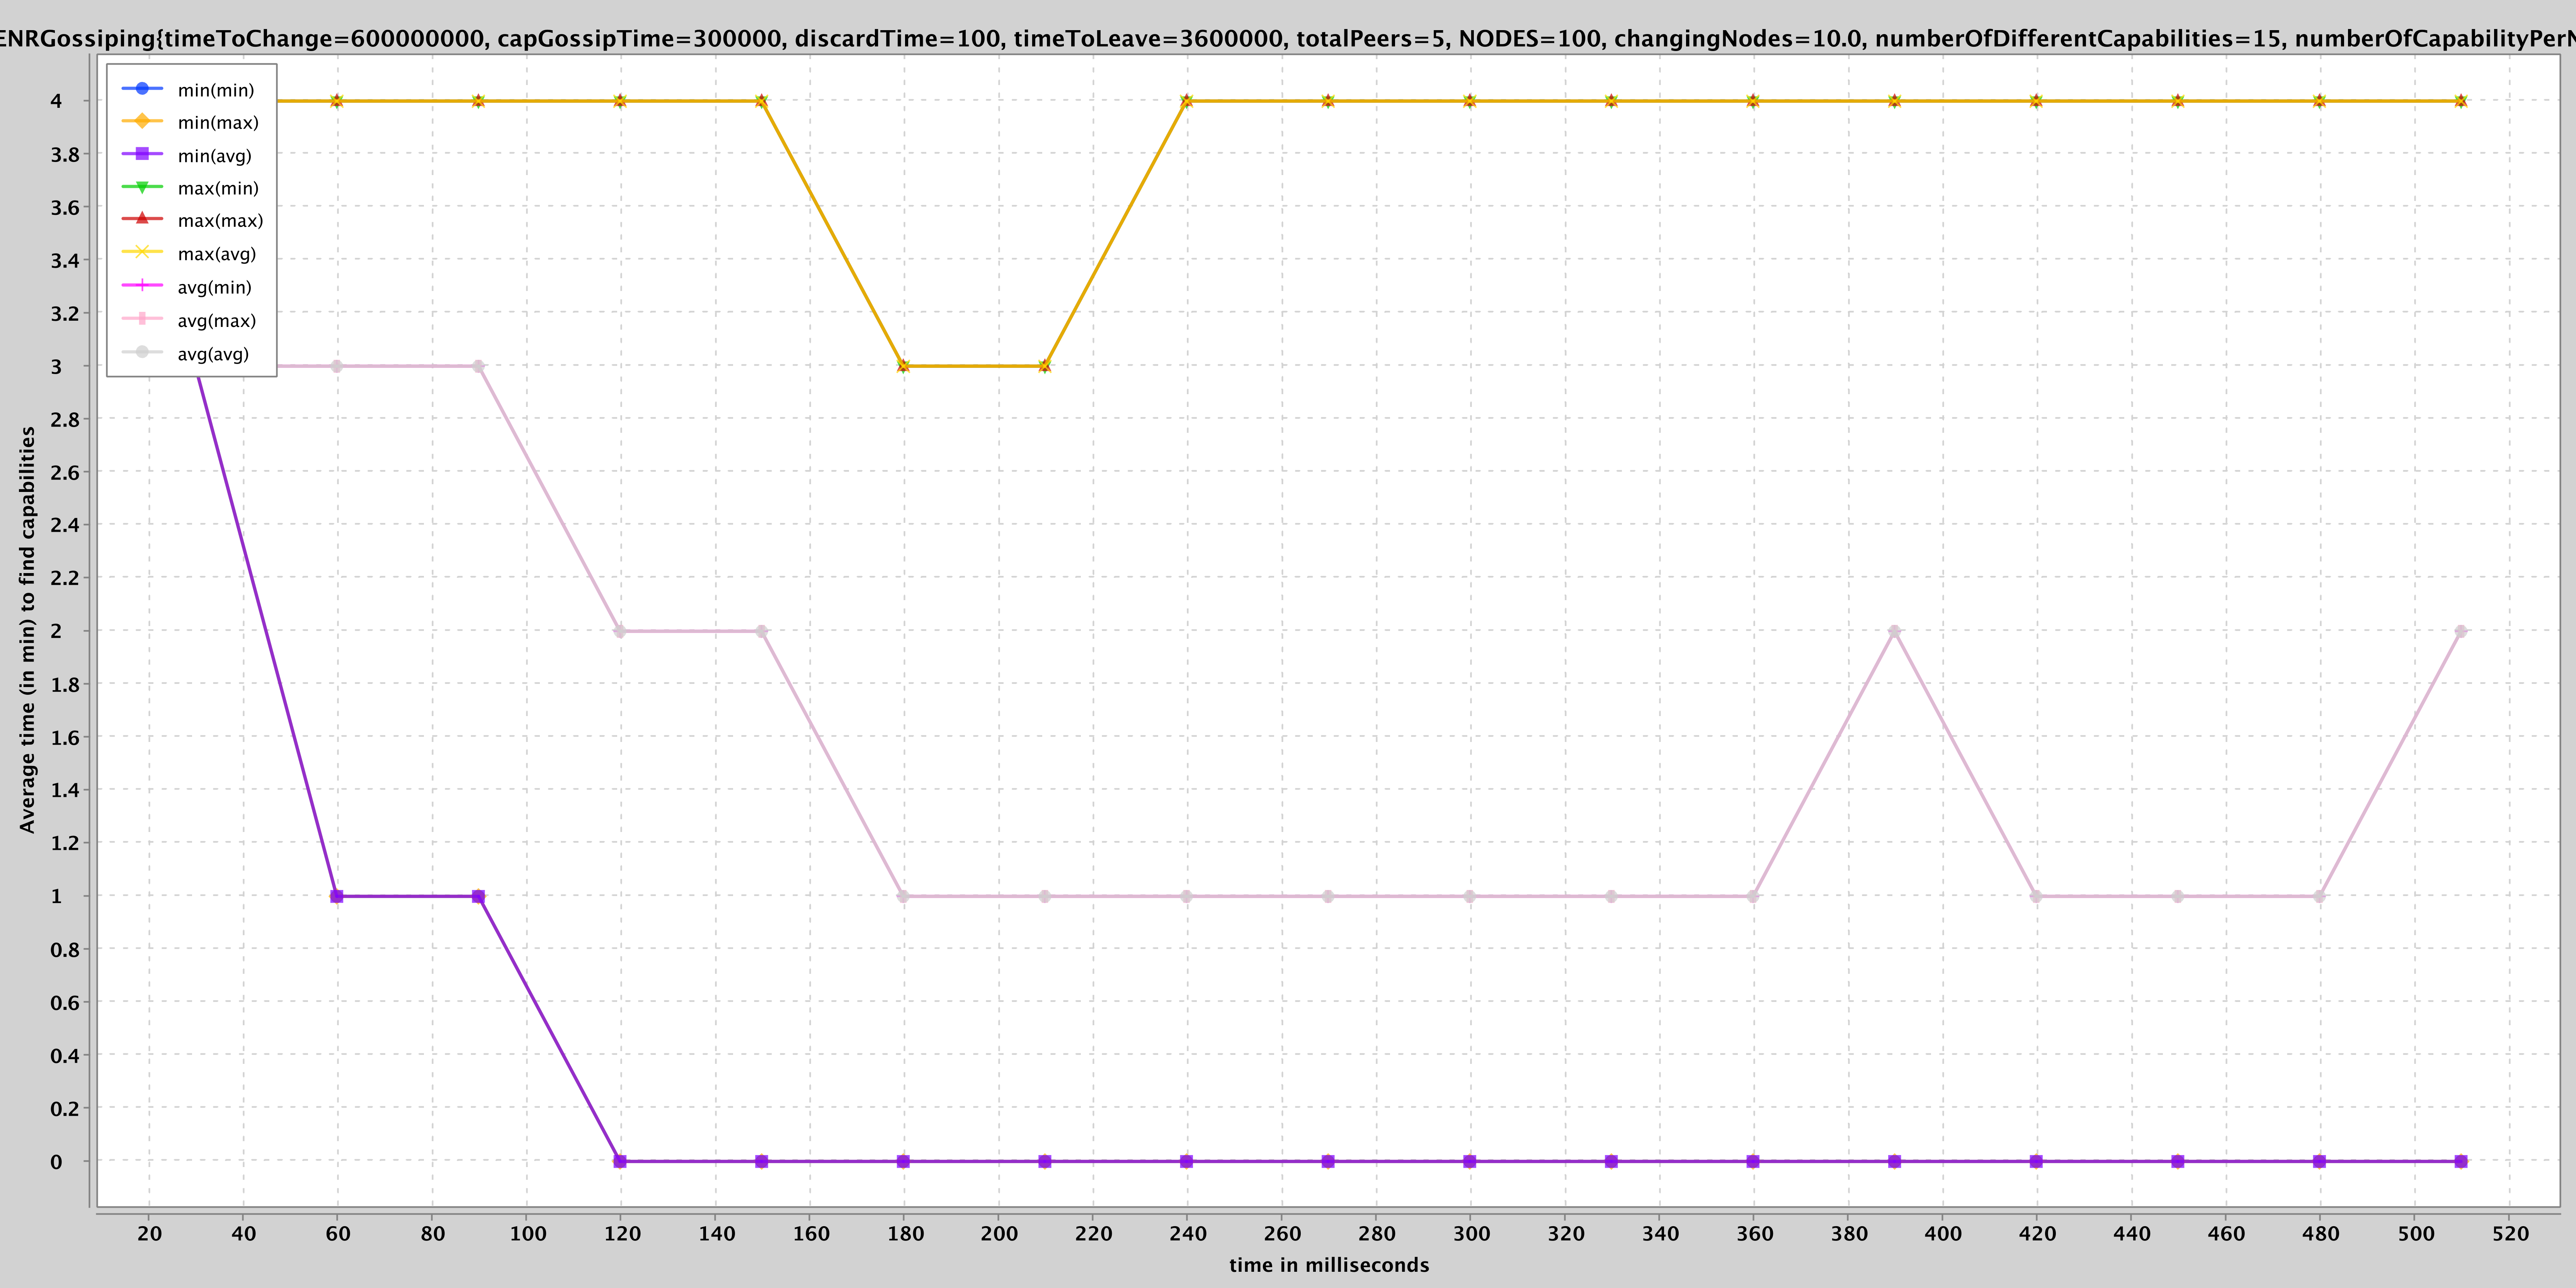 ENRGossiping{timeToChange=600000000, capGossipTime=300000, discardTime=100, timeToLeave=3600000, totalPeers=5, NODES=100, changingNodes=10.0, numberOfDifferentCapabilities=15, numberOfCapabilityPerN
min(min)
min(max)
min(avg)
max(min)
max(max)
max(avg)
avg(min)
avg(max)
avg(avg)
4
3.8
3.6
3.4
3.2
3
2.8
2.6
2.4
2.2
2
1.8
1.6
1.4
1.2
1
0.8
0.6
0.4
0.2
0
Average time (in min) to find capabilities
20 40 60 80 100 120 140 160 180 200 220 240 260 280 300 320 340 360 380 400 420 440 460 480 500 520
time in milliseconds